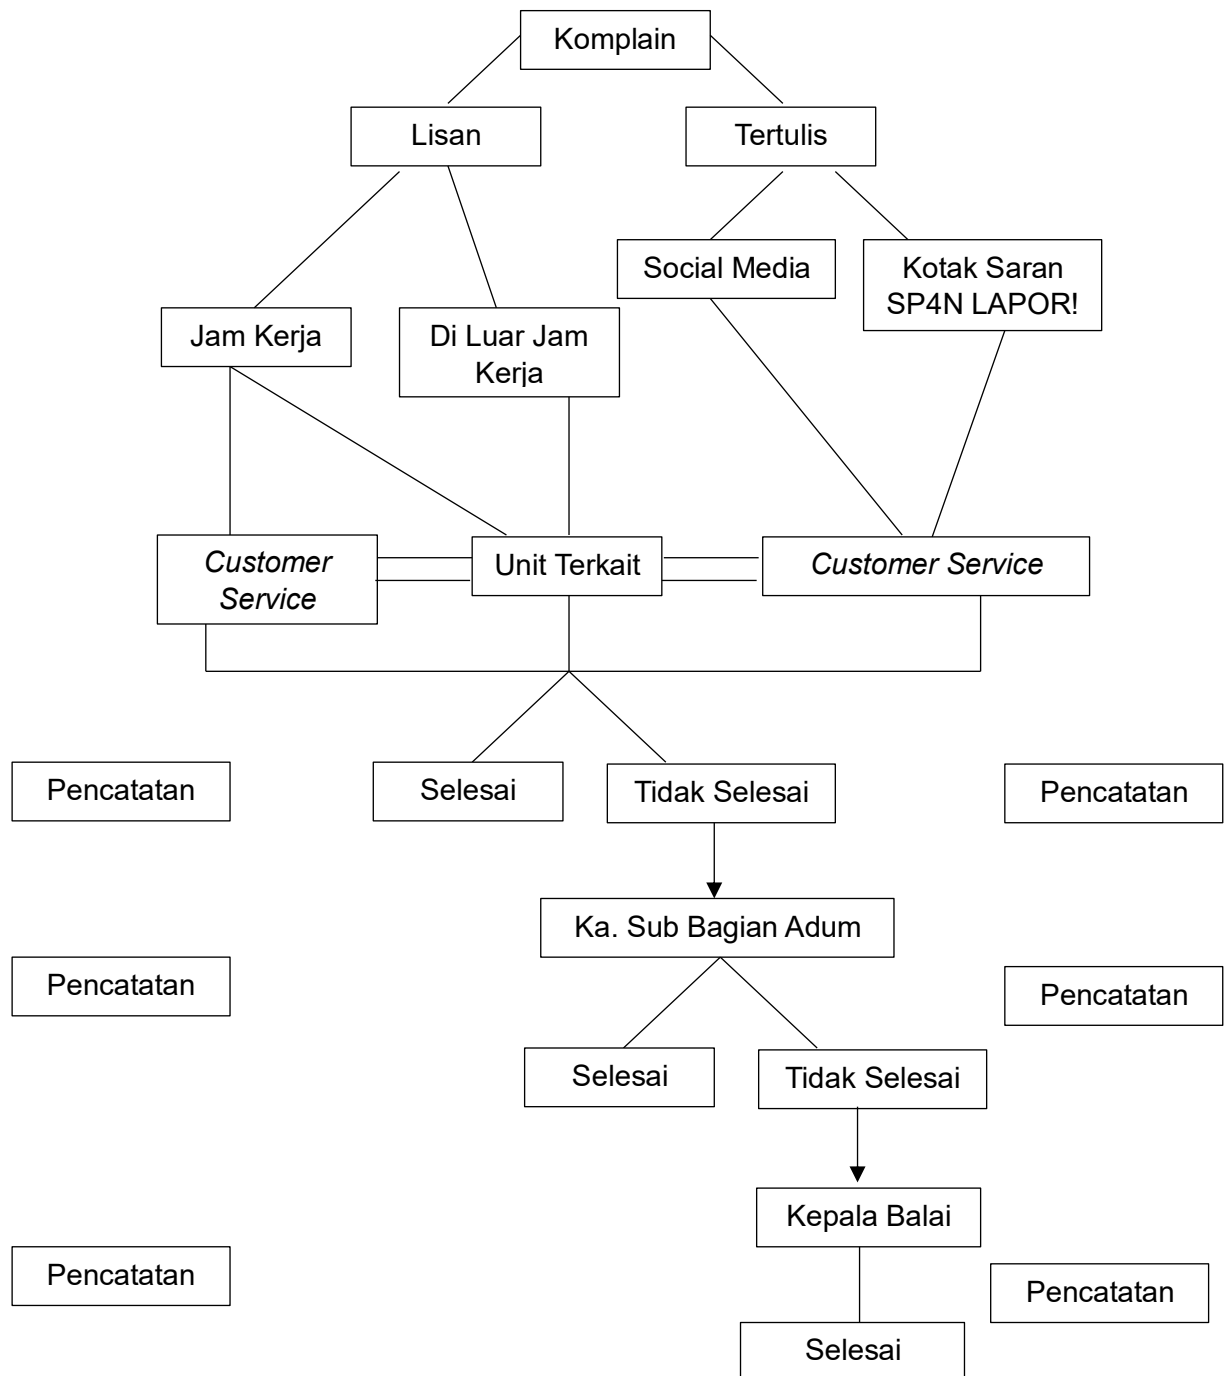 Komplain
Lisan
Tertulis
Social Media
Kotak Saran
SP4N LAPOR!
Jam Kerja
Di Luar Jam
Kerja
Customer
Service
Unit Terkait
Customer Service
Pencatatan
Selesai
Tidak Selesai
Pencatatan
Ka. Sub Bagian Adum
Pencatatan
Pencatatan
Selesai
Tidak Selesai
Kepala Balai
Pencatatan
Pencatatan
Selesai